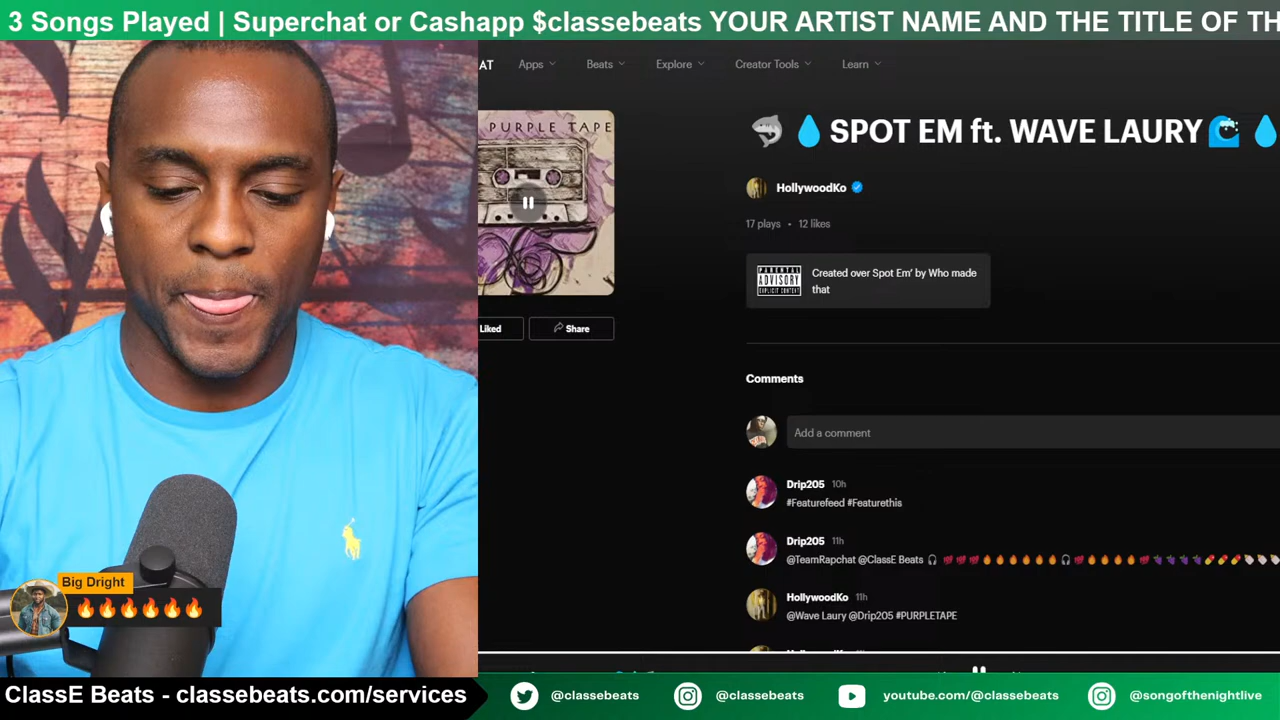 3 Songs Played | Superchat or Cashapp $classebeats YOUR ARTIST NAME AND THE TITLE OF TH
AT Apps Beats Explore Creator Tools Learn
PURPLE TAPE
🦈 💧 SPOT EM ft. WAVE LAURY 🌊 💧
HollywoodKo
17 plays • 12 likes
PARENTAL
ADVISORY
EXPLICIT CONTENT
Created over Spot Em' by Who made
that
Liked
Share
Comments
Add a comment
Drip205 10h
#Featurefeed #Featurethis
Drip205 11h
@TeamRapchat @ClassE Beats
HollywoodKo 11h
@Wave Laury @Drip205 #PURPLETAPE
Big Dright
🔥🔥🔥🔥🔥🔥
ClassE Beats - classebeats.com/services
@classebeats
@classebeats
youtube.com/@classebeats
@songofthenightlive